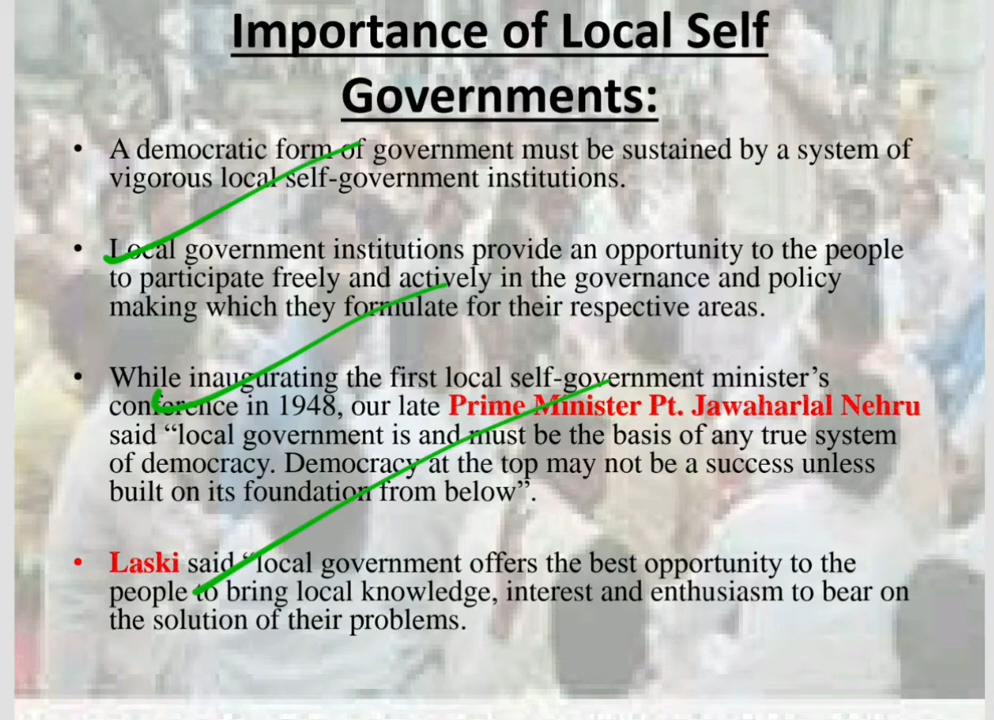 Importance of Local Self
Governments:
• A democratic form of government must be sustained by a system of
vigorous local self-government institutions.
• Local government institutions provide an opportunity to the people
to participate freely and actively in the governance and policy
making which they formulate for their respective areas.
• While inaugurating the first local self-government minister's
conference in 1948, our late Prime Minister Pt. Jawaharlal Nehru
said “local government is and must be the basis of any true system
of democracy. Democracy at the top may not be a success unless
built on its foundation from below”.
• Laski said “local government offers the best opportunity to the
people to bring local knowledge, interest and enthusiasm to bear on
the solution of their problems.